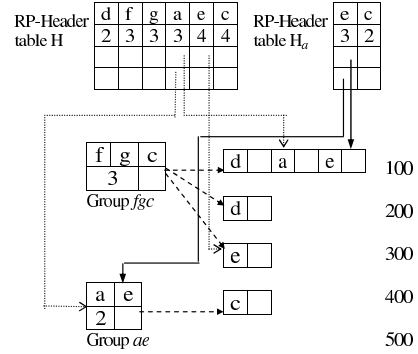 RP-Header table H
d f g a e c
2 3 3 3 4 4
RP-Header table Hₐ
e c
3 2
f g c
3
Group fgc
d a e 100
d 200
e 300
a e
2
Group ae
c 400
500